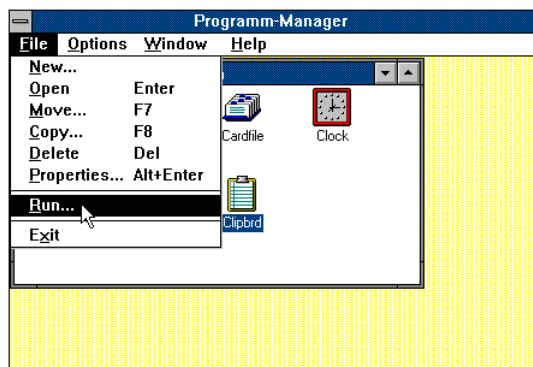 Programm-Manager
File Options Window Help
New...
Open Enter
Move... F7
Copy... F8
Delete Del
Properties... Alt+Enter
Run...
Exit
Cardfile Clock
Clipbrd